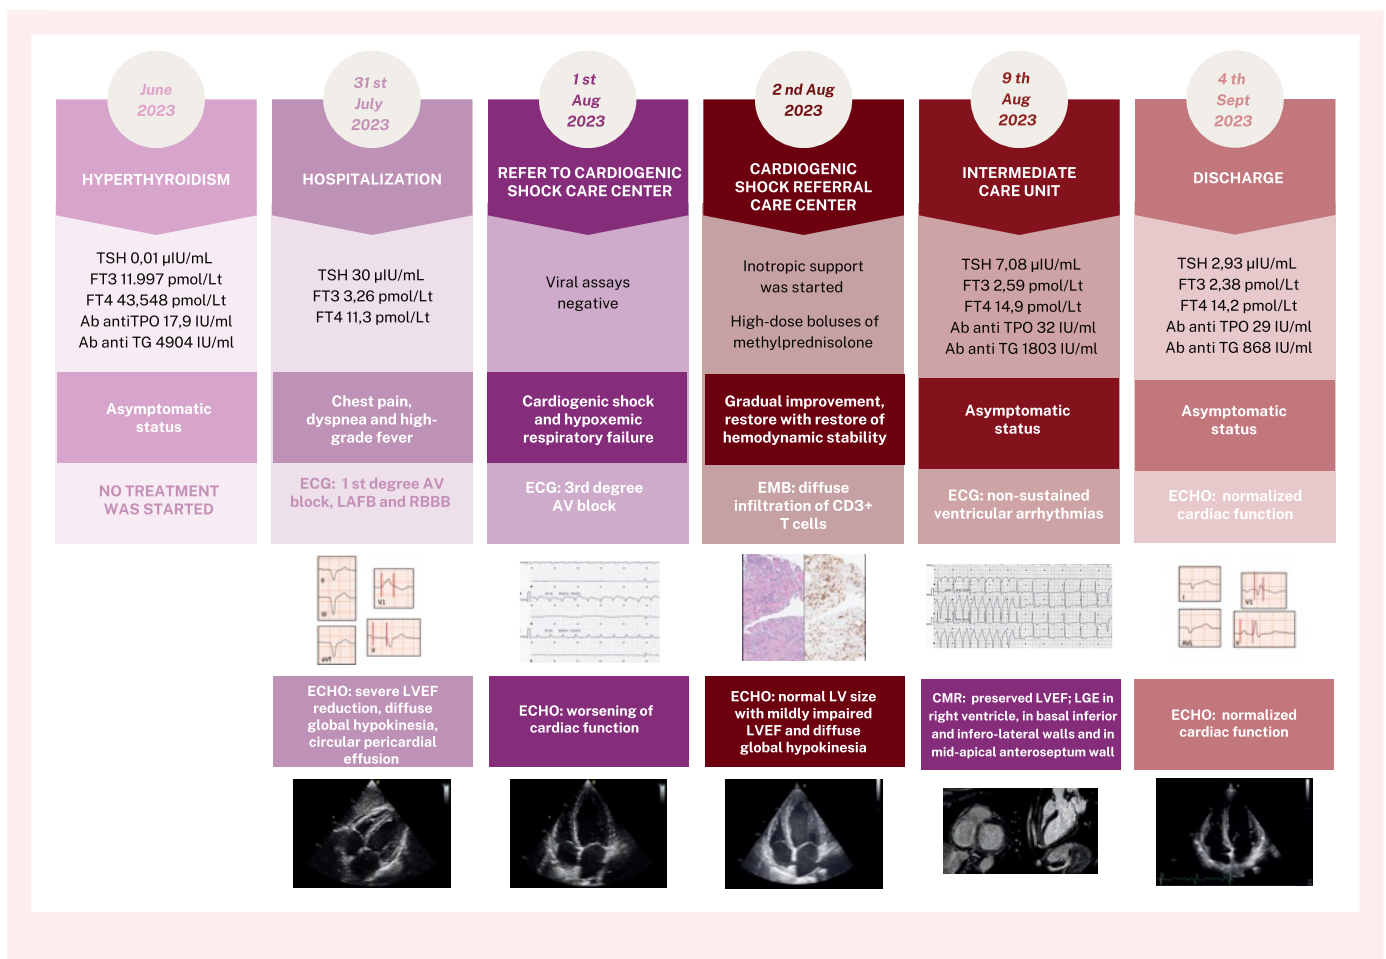 June
2023
HYPERTHYROIDISM
TSH 0,01 µIU/mL
FT3 11.997 pmol/Lt
FT4 43,548 pmol/Lt
Ab antiTPO 17,9 IU/ml
Ab anti TG 4904 IU/ml
Asymptomatic
status
NO TREATMENT
WAS STARTED
31 st
July
2023
HOSPITALIZATION
TSH 30 µIU/mL
FT3 3,26 pmol/Lt
FT4 11,3 pmol/Lt
Chest pain,
dyspnea and high-
grade fever
ECG: 1 st degree AV
block, LAFB and RBBB
II
III
aVF
V1
II
ECHO: severe LVEF
reduction, diffuse
global hypokinesia,
circular pericardial
effusion
1 st
Aug
2023
REFER TO CARDIOGENIC
SHOCK CARE CENTER
Viral assays
negative
Cardiogenic shock
and hypoxemic
respiratory failure
ECG: 3rd degree
AV block
ECHO: worsening of
cardiac function
2 nd Aug
2023
CARDIOGENIC
SHOCK REFERRAL
CARE CENTER
Inotropic support
was started
High-dose boluses of
methylprednisolone
Gradual improvement,
restore with restore of
hemodynamic stability
EMB: diffuse
infiltration of CD3+
T cells
ECHO: normal LV size
with mildly impaired
LVEF and diffuse
global hypokinesia
9 th
Aug
2023
INTERMEDIATE
CARE UNIT
TSH 7,08 µIU/mL
FT3 2,59 pmol/Lt
FT4 14,9 pmol/Lt
Ab anti TPO 32 IU/ml
Ab anti TG 1803 IU/ml
Asymptomatic
status
ECG: non-sustained
ventricular arrhythmias
CMR: preserved LVEF; LGE in
right ventricle, in basal inferior
and infero-lateral walls and in
mid-apical anteroseptum wall
4 th
Sept
2023
DISCHARGE
TSH 2,93 µIU/mL
FT3 2,38 pmol/Lt
FT4 14,2 pmol/Lt
Ab anti TPO 29 IU/ml
Ab anti TG 868 IU/ml
Asymptomatic
status
ECHO: normalized
cardiac function
I
AVL
V1
II
ECHO: normalized
cardiac function